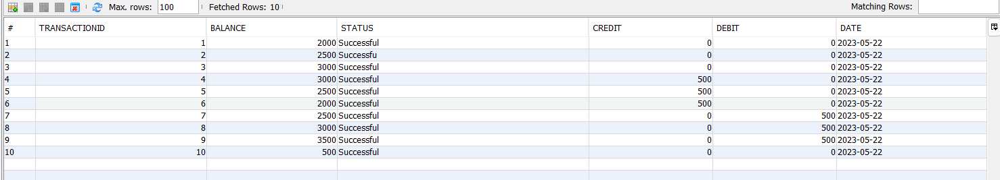 Max. rows: 100 Fetched Rows: 10 Matching Rows:
# TRANSACTIONID BALANCE STATUS CREDIT DEBIT DATE
1 1 2000 Successful 0 0 2023-05-22
2 2 2500 Successfu 0 0 2023-05-22
3 3 3000 Successful 0 0 2023-05-22
4 4 3000 Successful 500 0 2023-05-22
5 5 2500 Successful 500 0 2023-05-22
6 6 2000 Successful 500 0 2023-05-22
7 7 2500 Successful 0 500 2023-05-22
8 8 3000 Successful 0 500 2023-05-22
9 9 3500 Successful 0 500 2023-05-22
10 10 500 Successful 0 0 2023-05-22